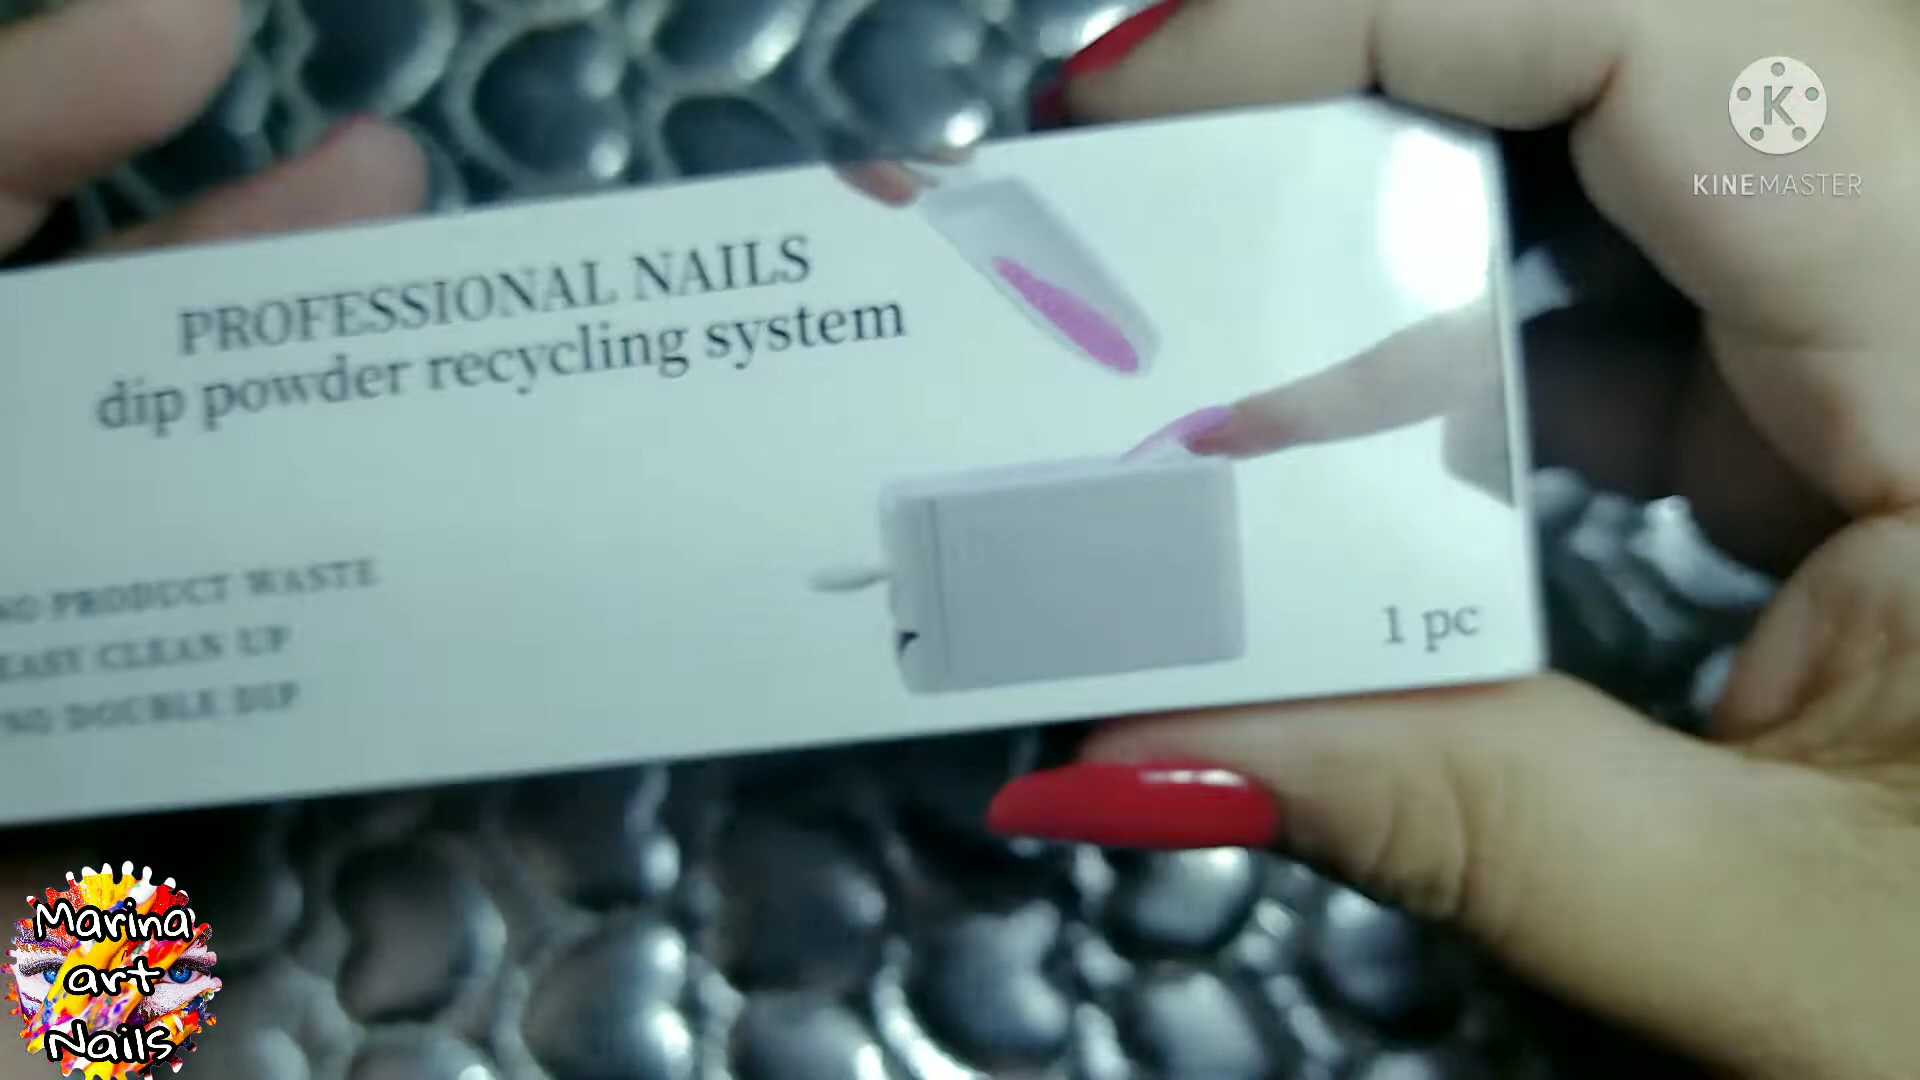 K
KINEMASTER
PROFESSIONAL NAILS
dip powder recycling system
NO PRODUCT WASTE
EASY CLEAN UP
NO DOUBLE DIP
1 pc
Marina
art
Nails